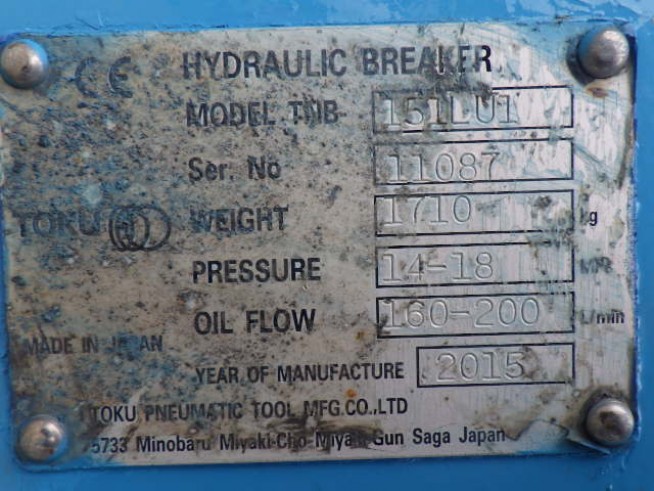 CE HYDRAULIC BREAKER
MODEL TNB 151LU1
Ser. No 11087
TOKU WEIGHT 1710 kg
PRESSURE 14-18 MPa
OIL FLOW 160-200 L/min
MADE IN JAPAN
YEAR OF MANUFACTURE 2015
TOKU PNEUMATIC TOOL MFG.CO.,LTD
5733 Minobaru Miyaki-Cho Miyaki-Gun Saga Japan